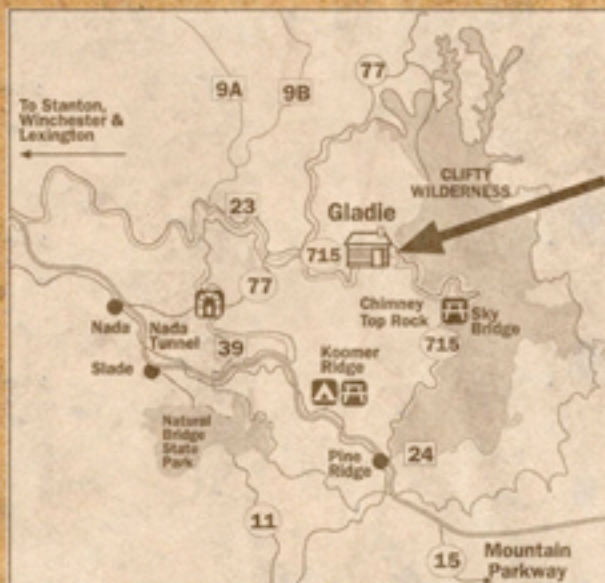 77
9A
9B
To Stanton,
Winchester &
Lexington
CLIFTY
WILDERNESS
23
Gladie
715
77
Chimney
Top Rock
Sky
Bridge
Nada
Nada
Tunnel
39
715
Slade
Koomer
Ridge
Natural
Bridge
State
Park
Pine
Ridge
24
11
15
Mountain
Parkway